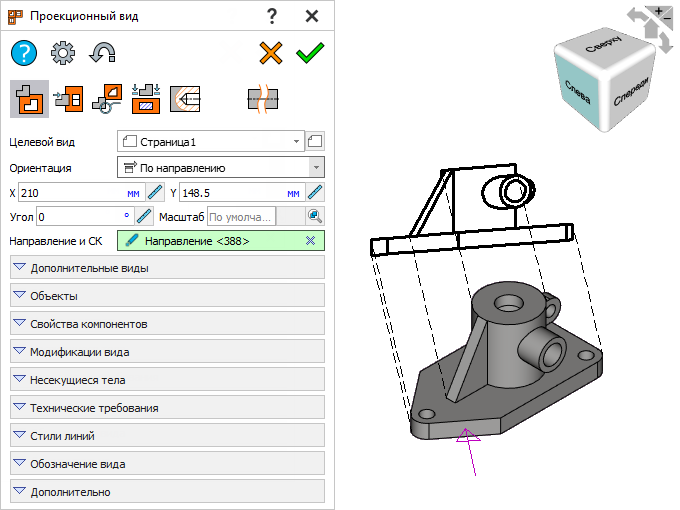 Проекционный вид
Целевой вид Страница1
Ориентация По направлению
X 210 мм Y 148.5 мм
Угол 0 ° Масштаб По умолча...
Направление и СК Направление <388>
Дополнительные виды
Объекты
Свойства компонентов
Модификации вида
Несекущиеся тела
Технические требования
Стили линий
Обозначение вида
Дополнительно
Сверху
Слева
Спереди